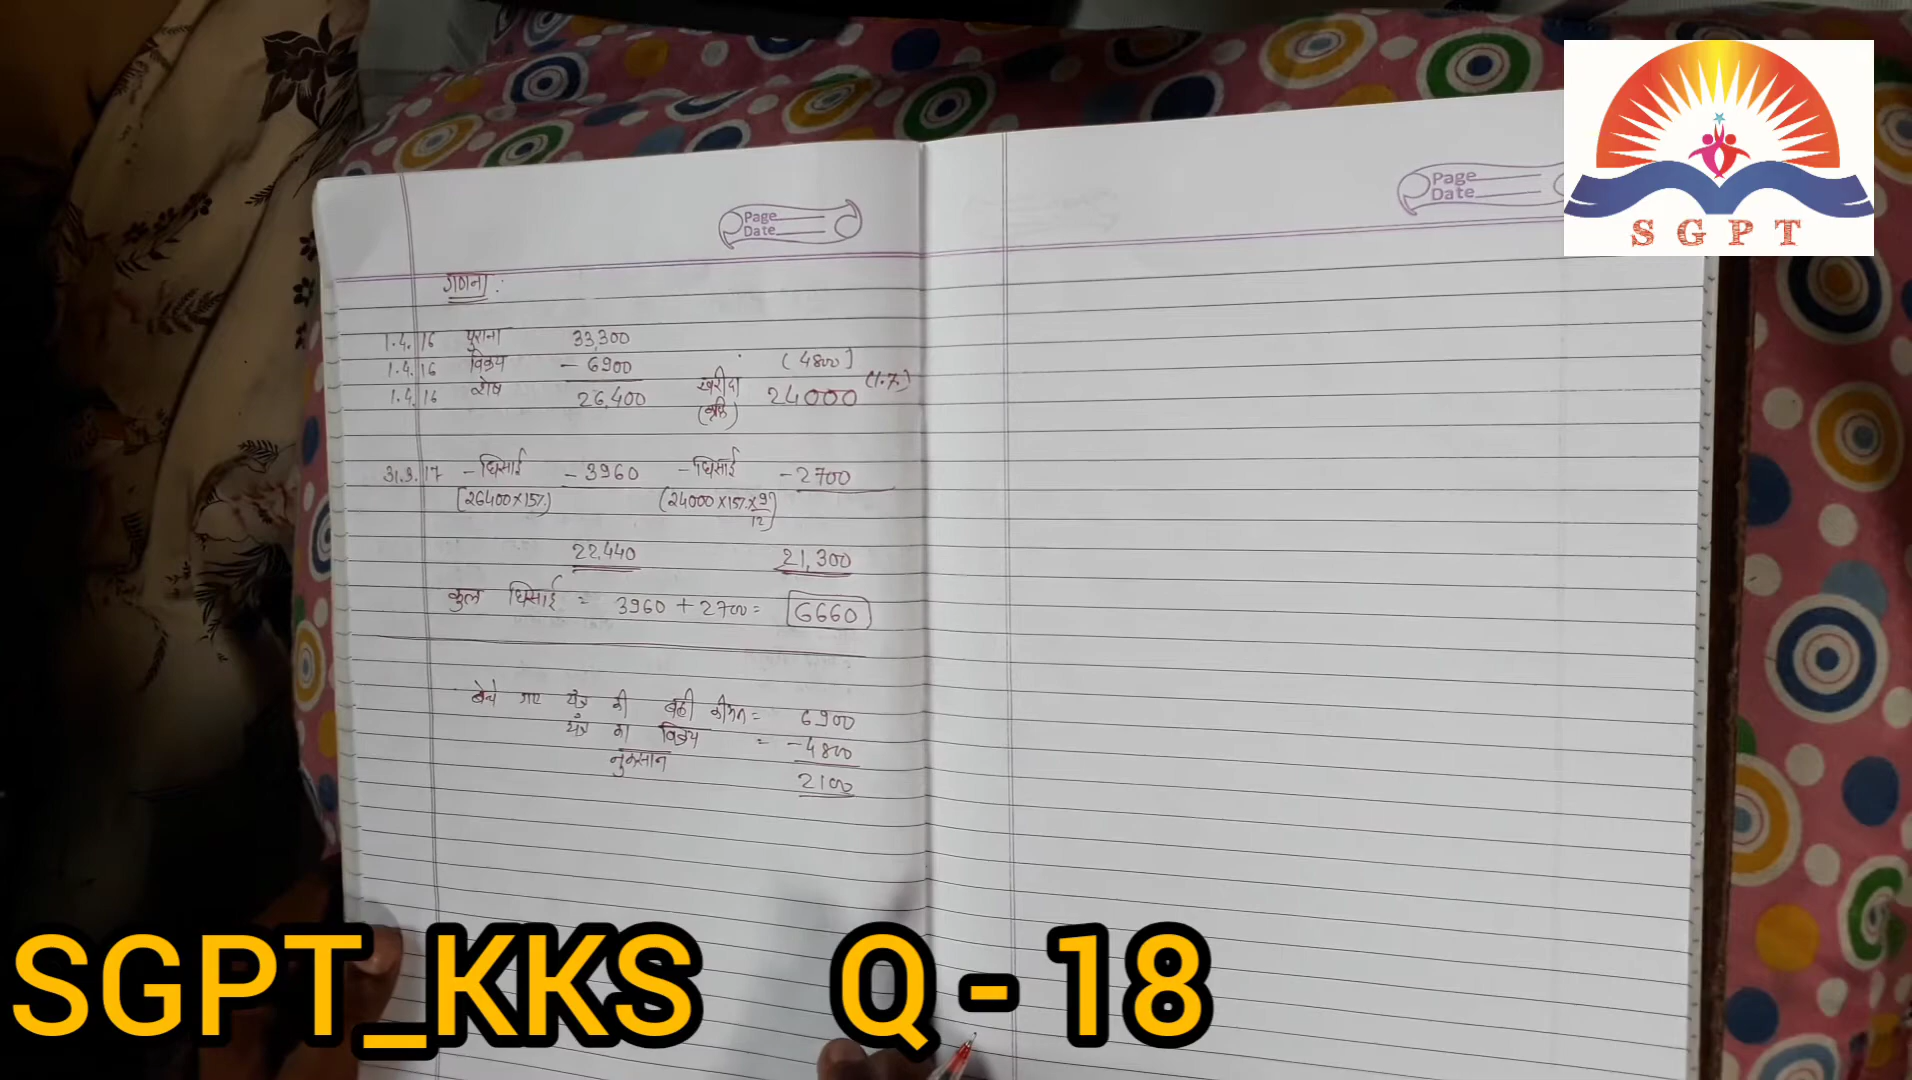 Page
Date
Page
Date
S G P T
गणना :
1.4.16 पुराना 33,300
1.4.16 विक्रय - 6900 (4800)
1.4.16 शेष 26,400 खरीदा 24000 (1.7.)
(वृद्धि)
31.3.17 - घिसाई - 3960 - घिसाई - 2700
(26400×15%) (24000×15%×9/12)
22,440 21,300
कुल घिसाई = 3960 + 2700 = 6660
बेचे गए यंत्र की बही कीमत = 6900
यंत्र का विक्रय = - 4800
नुकसान 2100
SGPT_KKS Q - 18